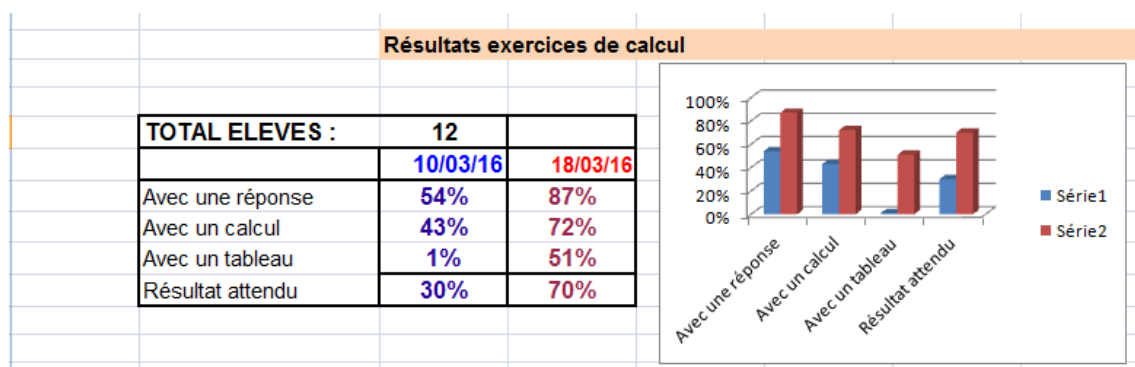 Résultats exercices de calcul
TOTAL ELEVES : 12
10/03/16 18/03/16
Avec une réponse 54% 87%
Avec un calcul 43% 72%
Avec un tableau 1% 51%
Résultat attendu 30% 70%
100%
80%
60%
40%
20%
0%
Avec une réponse
Avec un calcul
Avec un tableau
Résultat attendu
Série1
Série2